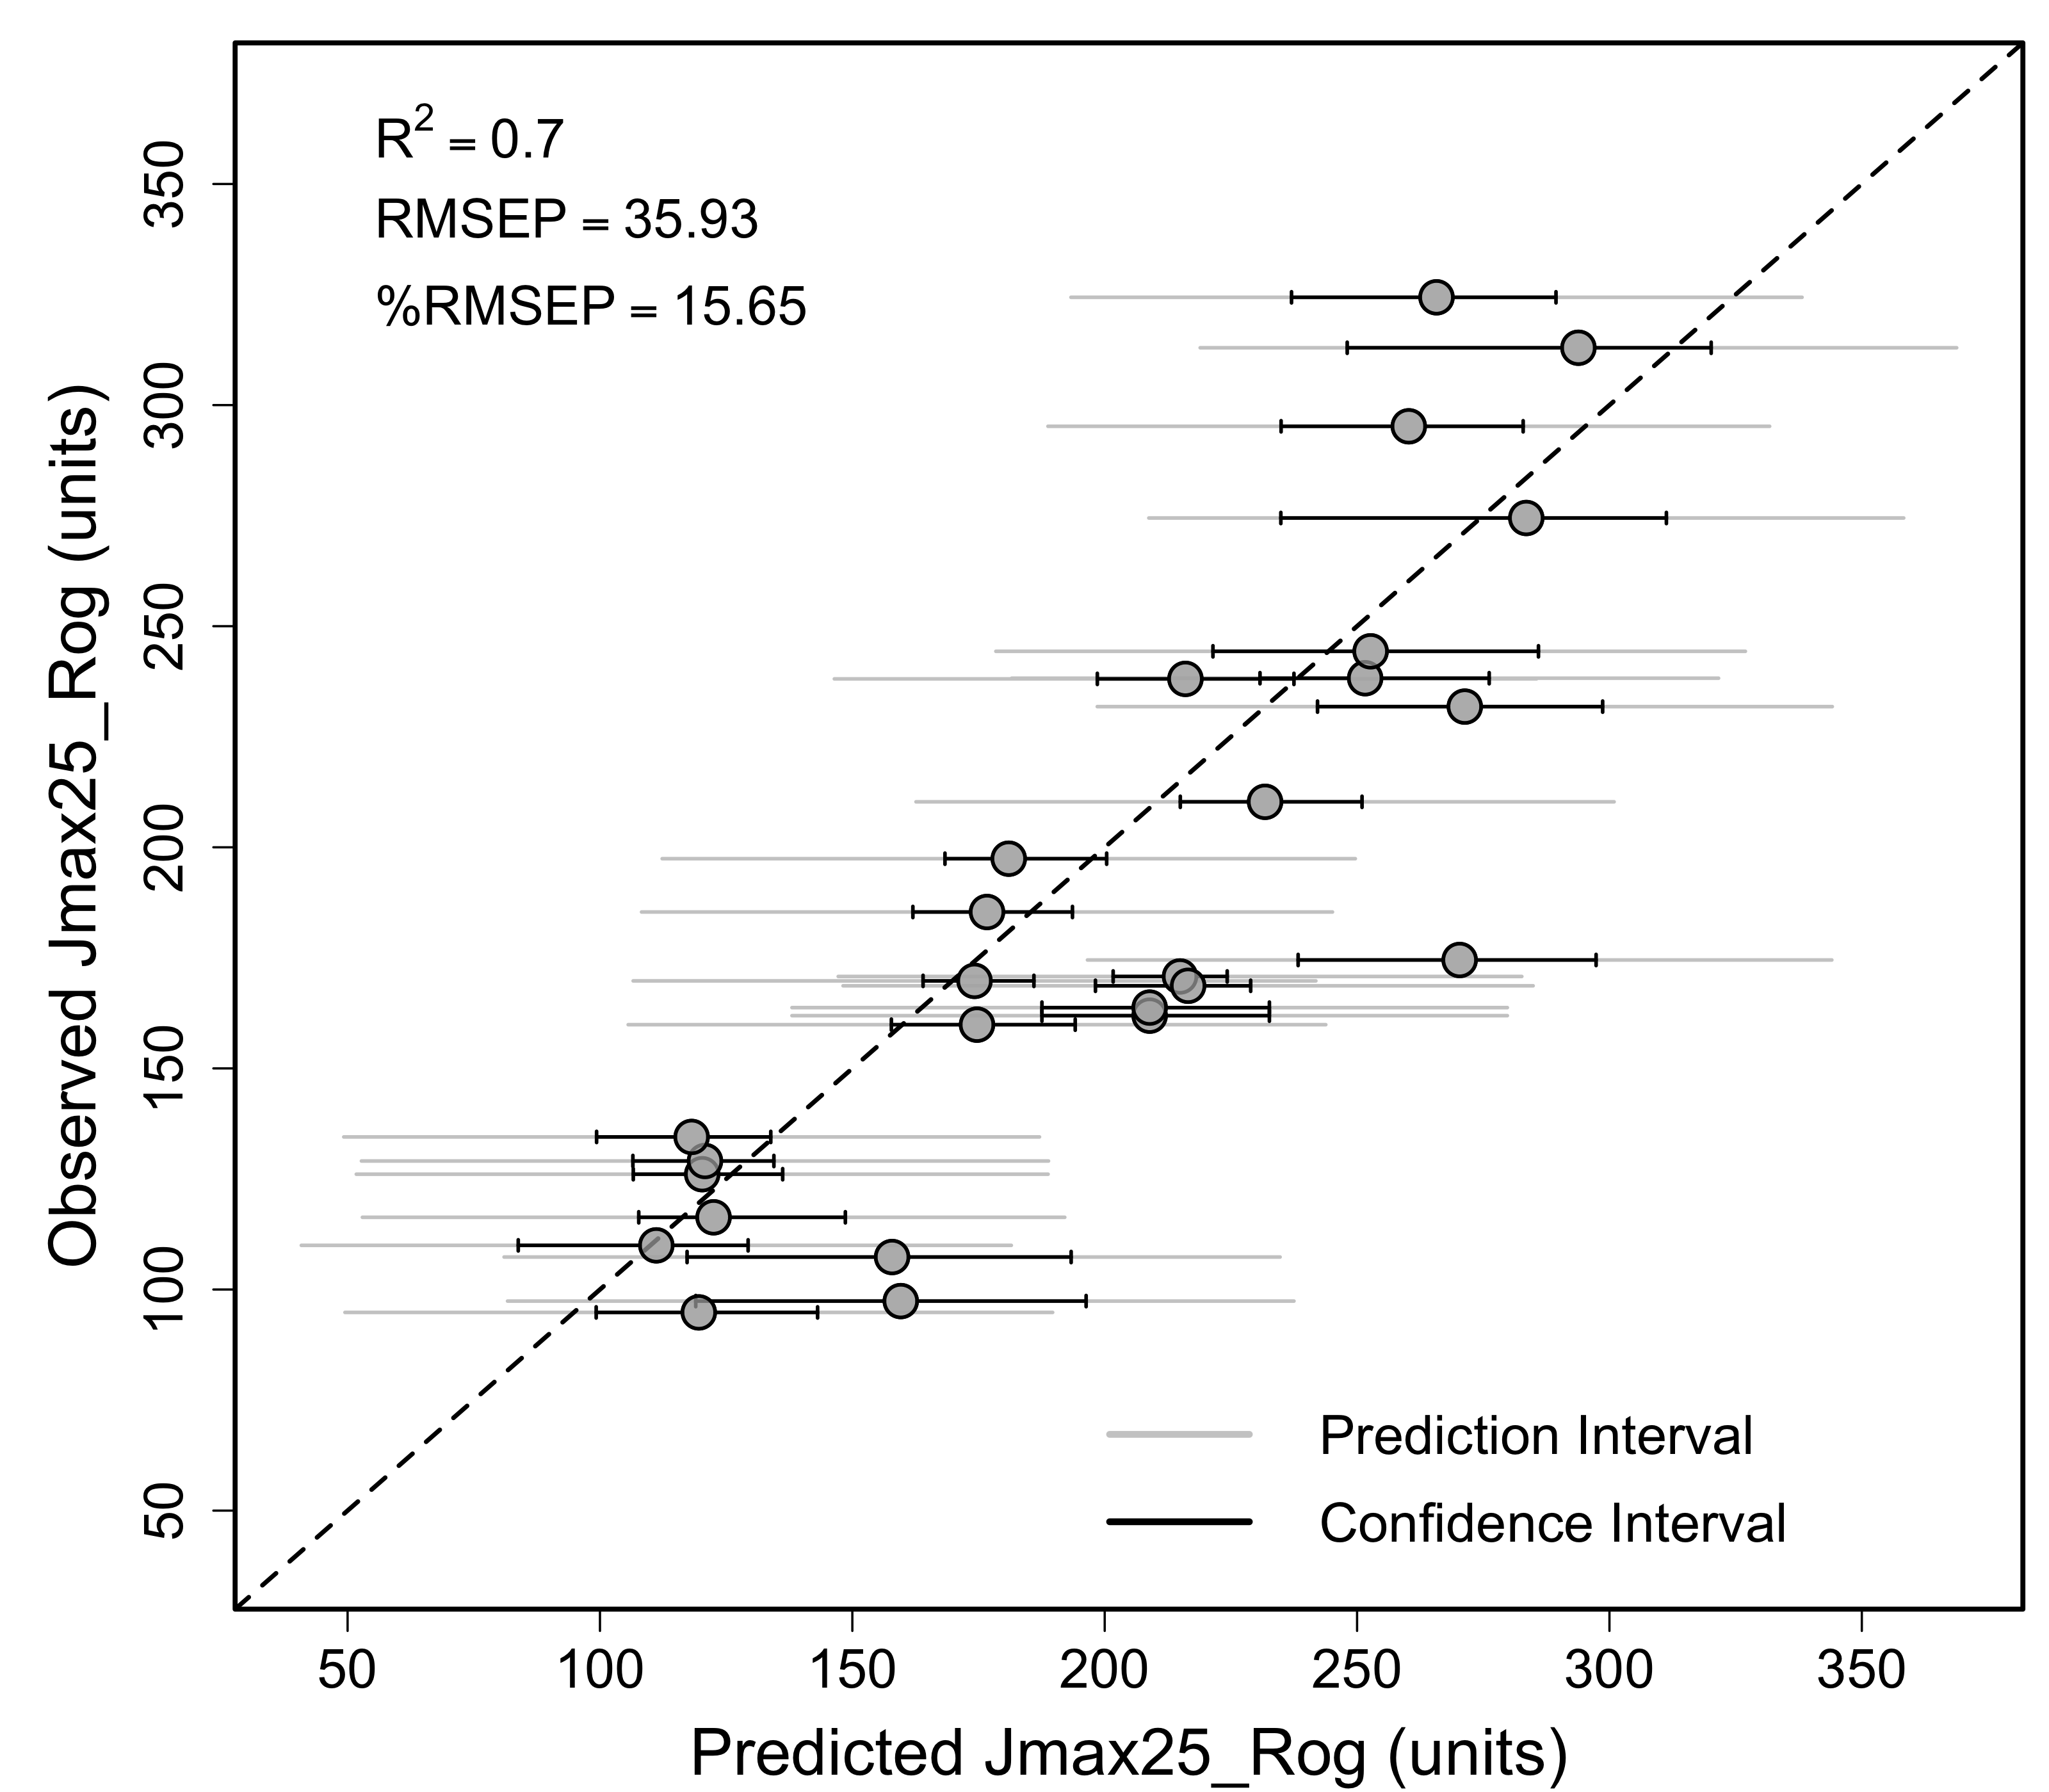 R² = 0.7
RMSEP = 35.93
%RMSEP = 15.65
Observed Jmax25_Rog (units)
350
300
250
200
150
100
50
Prediction Interval
Confidence Interval
50 100 150 200 250 300 350
Predicted Jmax25_Rog (units)